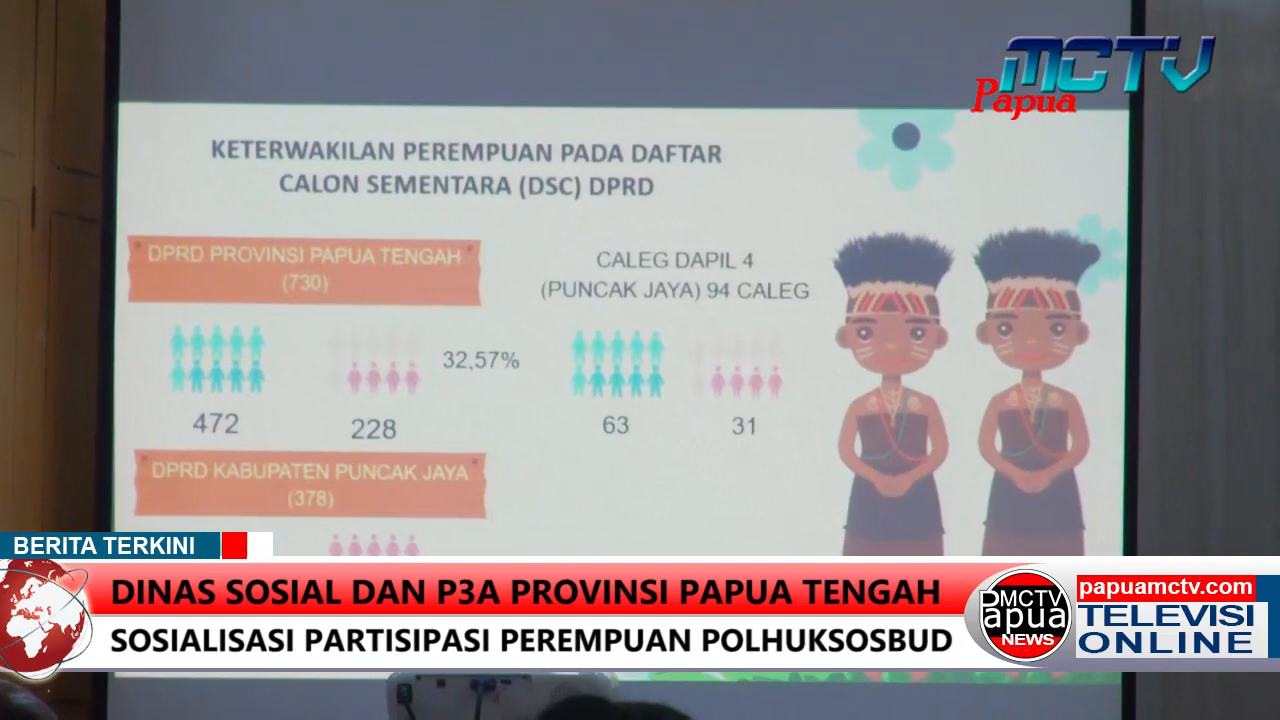 MCTV
Papua
KETERWAKILAN PEREMPUAN PADA DAFTAR
CALON SEMENTARA (DSC) DPRD
DPRD PROVINSI PAPUA TENGAH
(730)
CALEG DAPIL 4
(PUNCAK JAYA) 94 CALEG
32,57%
472
228
63
31
DPRD KABUPATEN PUNCAK JAYA
(378)
BERITA TERKINI
DINAS SOSIAL DAN P3A PROVINSI PAPUA TENGAH
SOSIALISASI PARTISIPASI PEREMPUAN POLHUKSOSBUD
MCTV
Papua
NEWS
papuamctv.com
TELEVISI
ONLINE